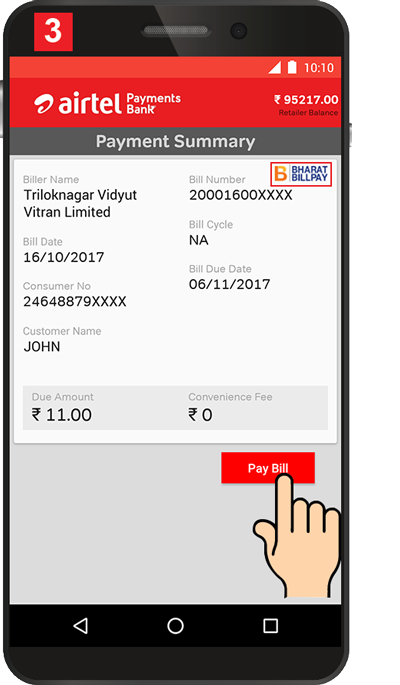 3
10:10
airtel Payments Bank
₹ 95217.00
Retailer Balance
Payment Summary
BHARAT
BILLPAY
Biller Name
Triloknagar Vidyut
Vitran Limited
Bill Number
20001600XXXX
Bill Date
16/10/2017
Bill Cycle
NA
Consumer No
24648879XXXX
Bill Due Date
06/11/2017
Customer Name
JOHN
Due Amount
₹ 11.00
Convenience Fee
₹ 0
Pay Bill